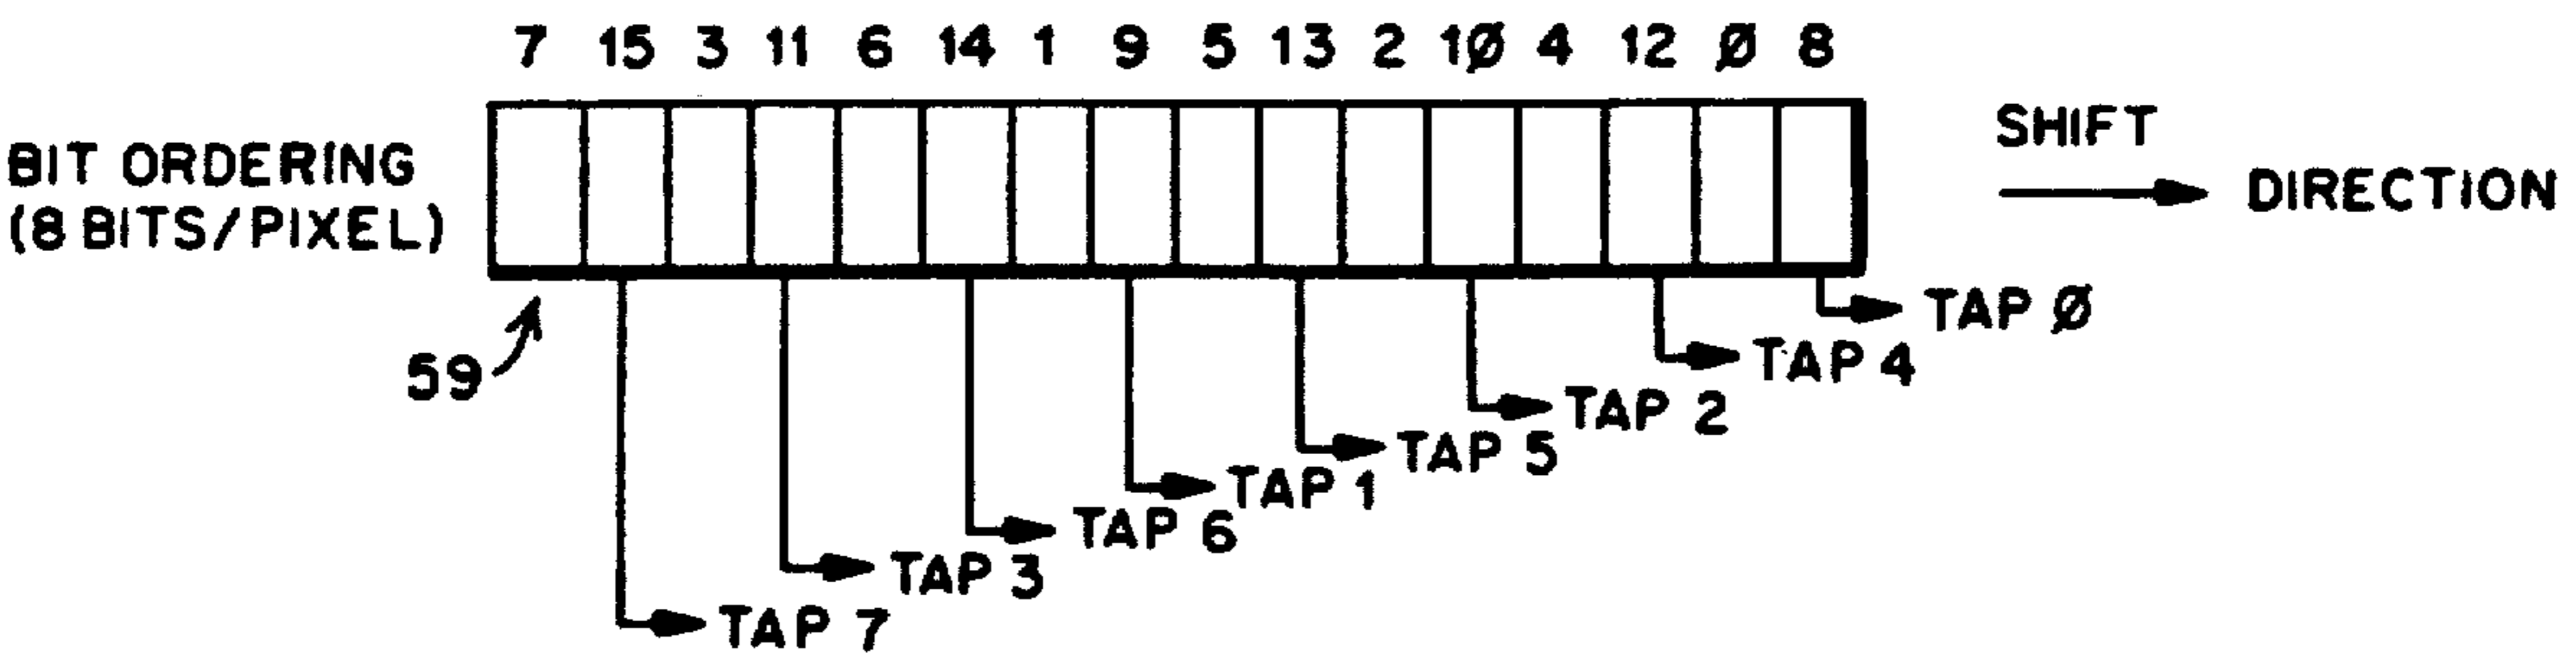 7 15 3 11 6 14 1 9 5 13 2 1Ø 4 12 Ø 8
BIT ORDERING
(8 BITS/PIXEL)
SHIFT
DIRECTION
59
TAP Ø
TAP 4
TAP 2
TAP 5
TAP 1
TAP 6
TAP 3
TAP 7